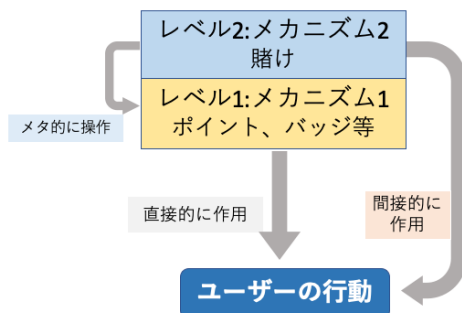 レベル2:メカニズム2
賭け
レベル1:メカニズム1
ポイント、バッジ等
メタ的に操作
直接的に作用
間接的に
作用
ユーザーの行動